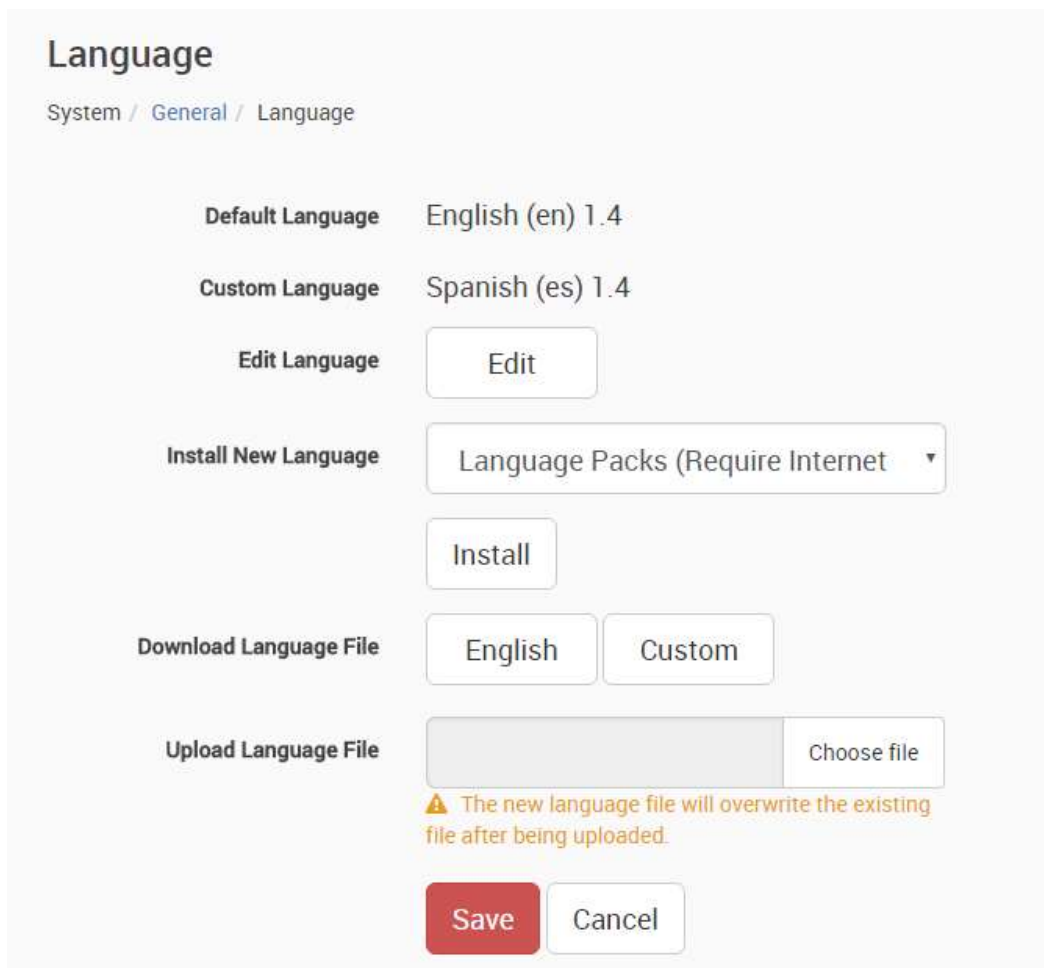 Language
System / General / Language
Default Language English (en) 1.4
Custom Language Spanish (es) 1.4
Edit Language Edit
Install New Language Language Packs (Require Internet
Install
Download Language File English Custom
Upload Language File Choose file
The new language file will overwrite the existing
file after being uploaded.
Save Cancel